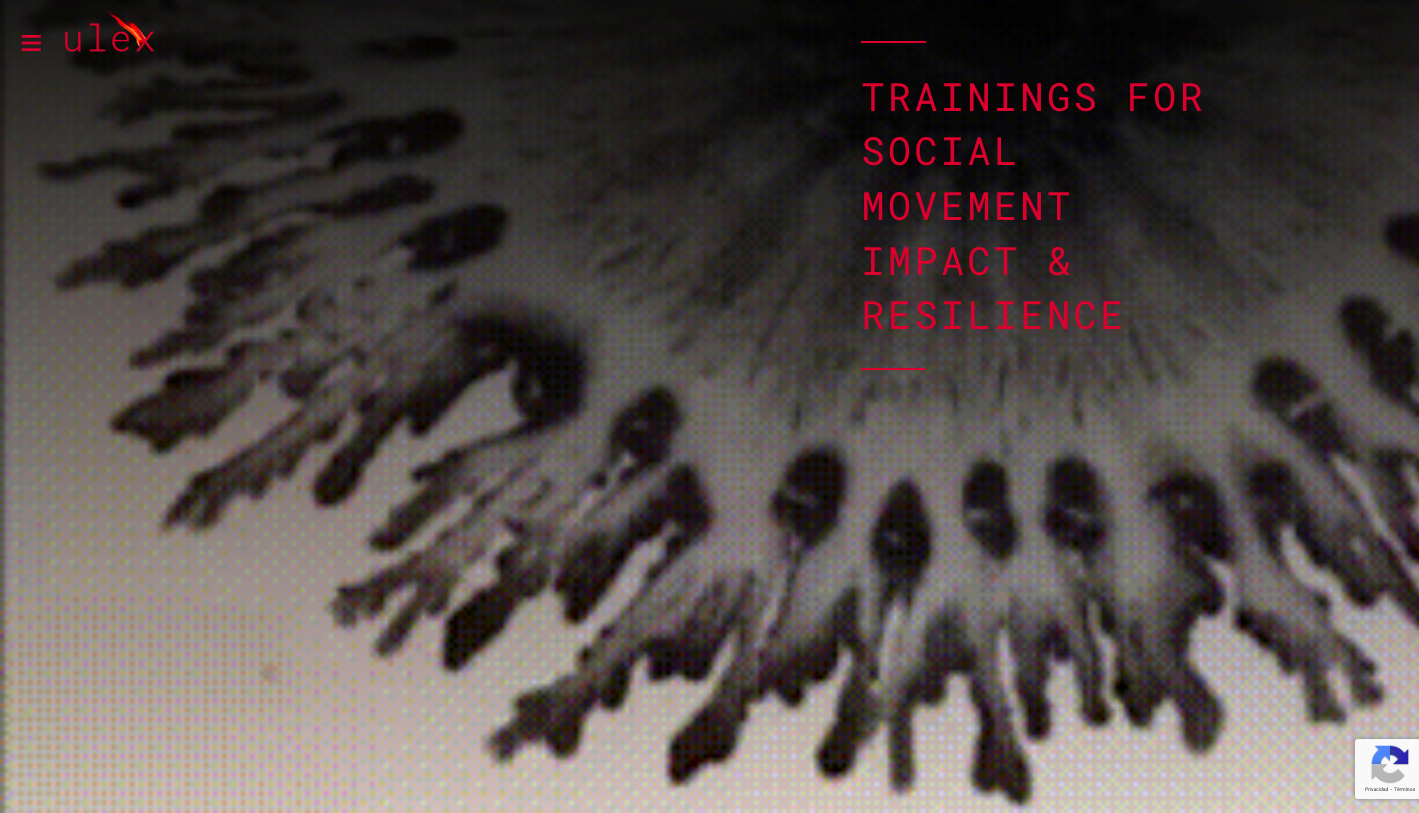 ulex
TRAININGS FOR
SOCIAL
MOVEMENT
IMPACT &
RESILIENCE
Privacidad - Términos